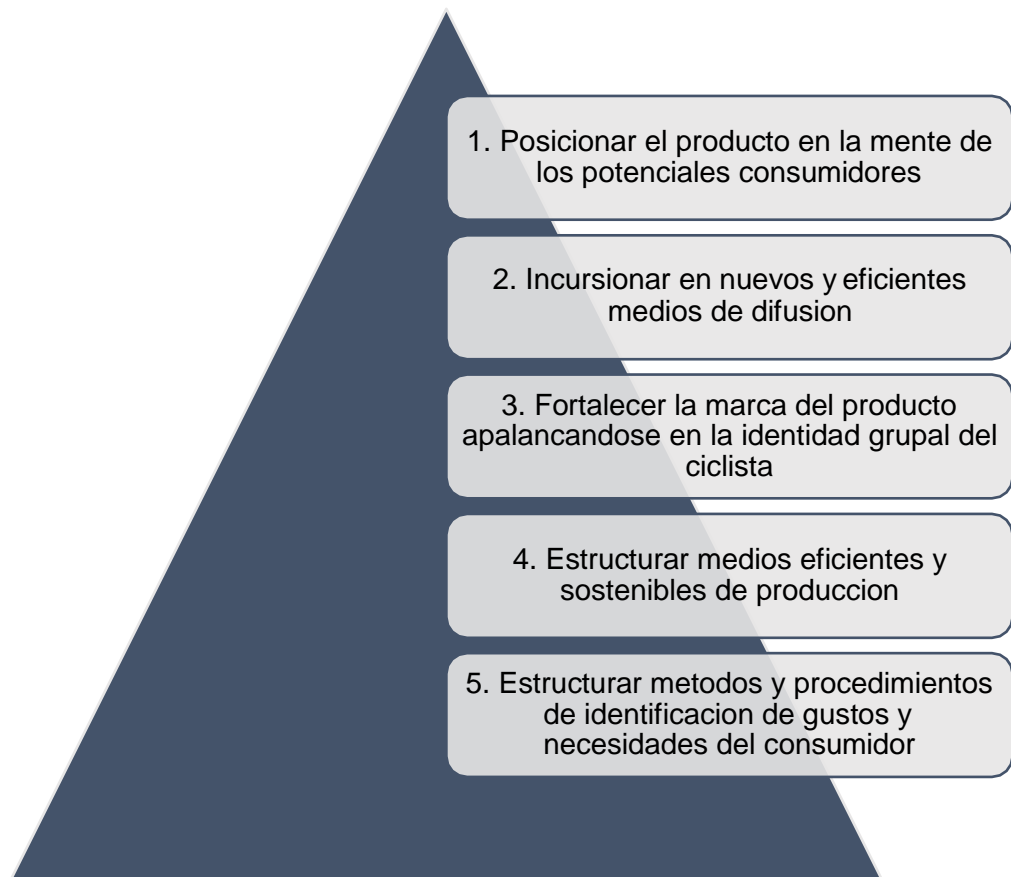 1. Posicionar el producto en la mente de
los potenciales consumidores
2. Incursionar en nuevos y eficientes
medios de difusion
3. Fortalecer la marca del producto
apalancandose en la identidad grupal del
ciclista
4. Estructurar medios eficientes y
sostenibles de produccion
5. Estructurar metodos y procedimientos
de identificacion de gustos y
necesidades del consumidor